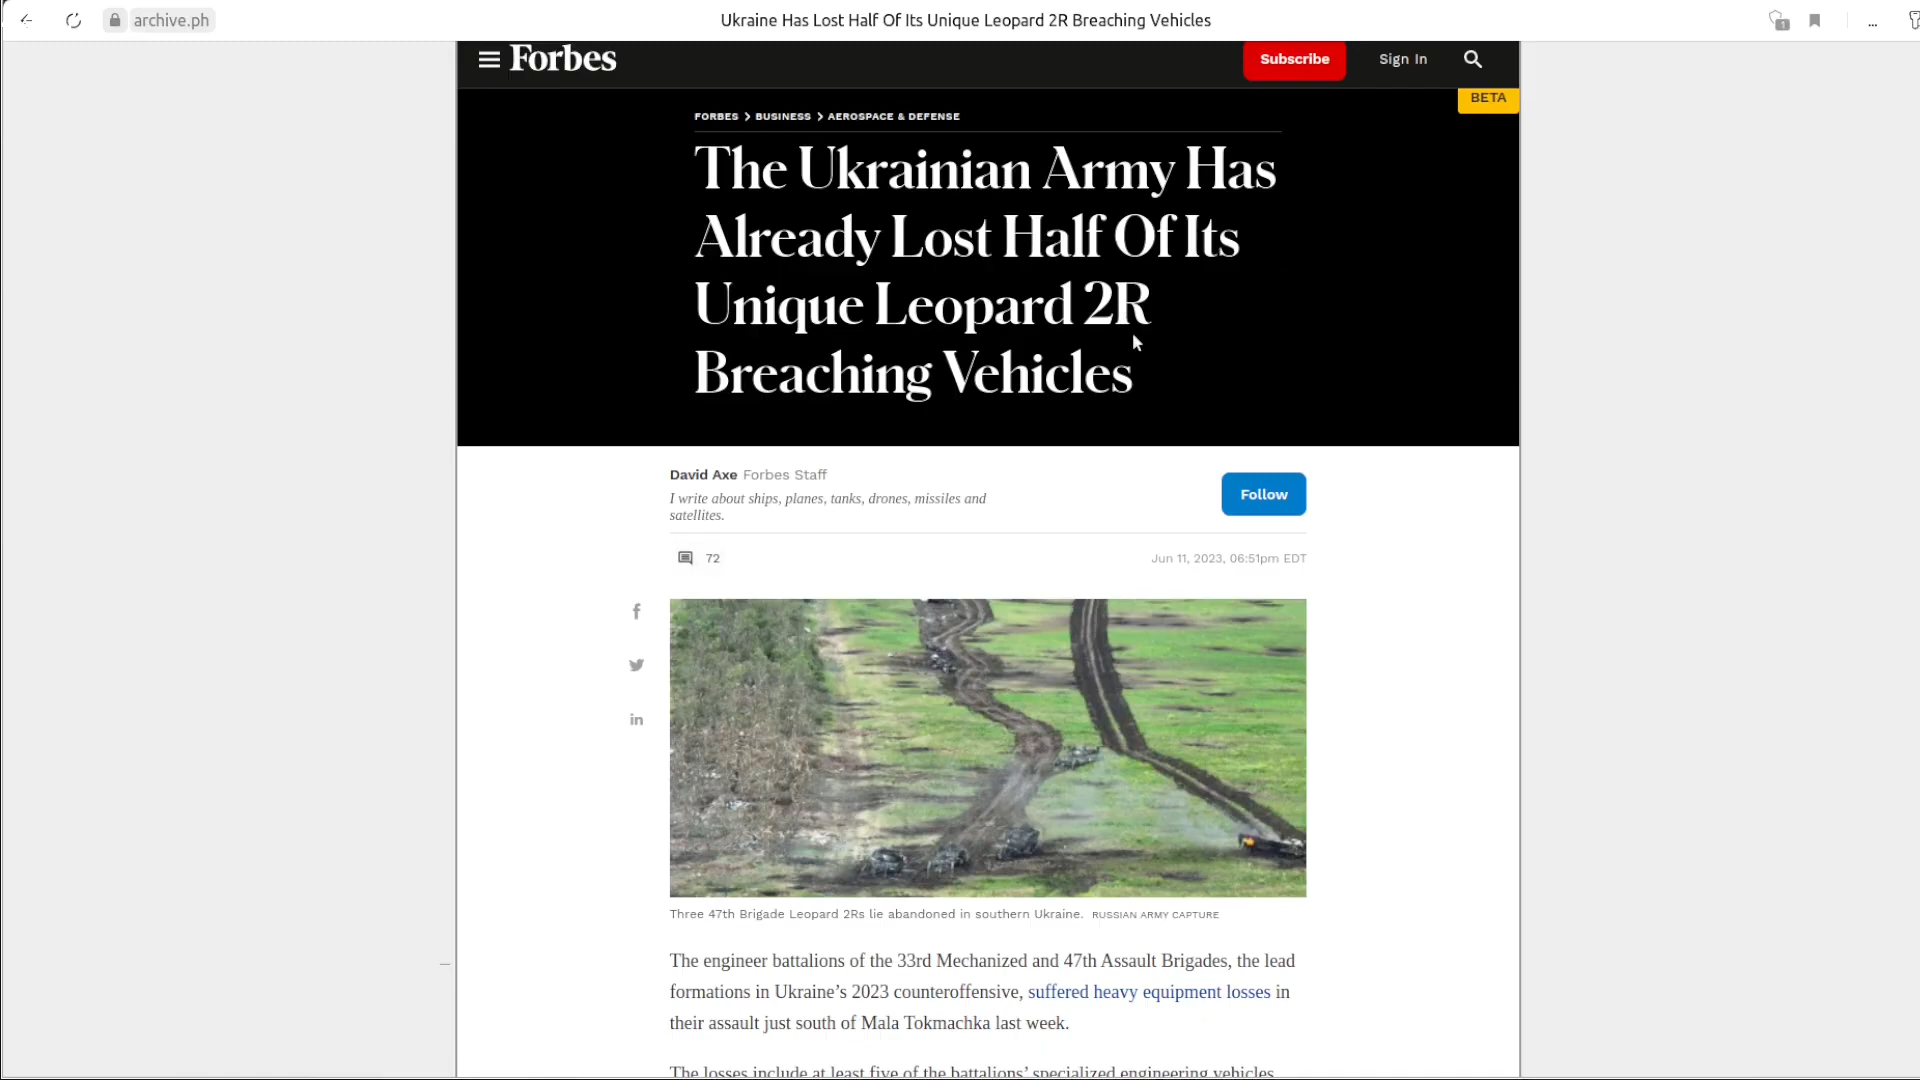 archive.ph
Ukraine Has Lost Half Of Its Unique Leopard 2R Breaching Vehicles
1
...
Forbes
Subscribe
Sign In
BETA
FORBES > BUSINESS > AEROSPACE & DEFENSE
The Ukrainian Army Has
Already Lost Half Of Its
Unique Leopard 2R
Breaching Vehicles
David Axe Forbes Staff
I write about ships, planes, tanks, drones, missiles and
satellites.
Follow
72
Jun 11, 2023, 06:51pm EDT
Three 47th Brigade Leopard 2Rs lie abandoned in southern Ukraine. RUSSIAN ARMY CAPTURE
The engineer battalions of the 33rd Mechanized and 47th Assault Brigades, the lead
formations in Ukraine’s 2023 counteroffensive, suffered heavy equipment losses in
their assault just south of Mala Tokmachka last week.
The losses include at least five of the battalions’ specialized engineering vehicles